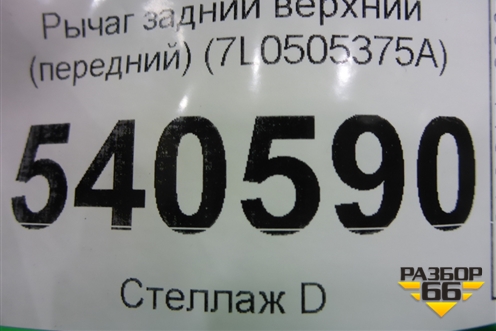 Рычаг задний верхний
(передний) (7L0505375A)
540590
Стеллаж D
РАЗБОР
66